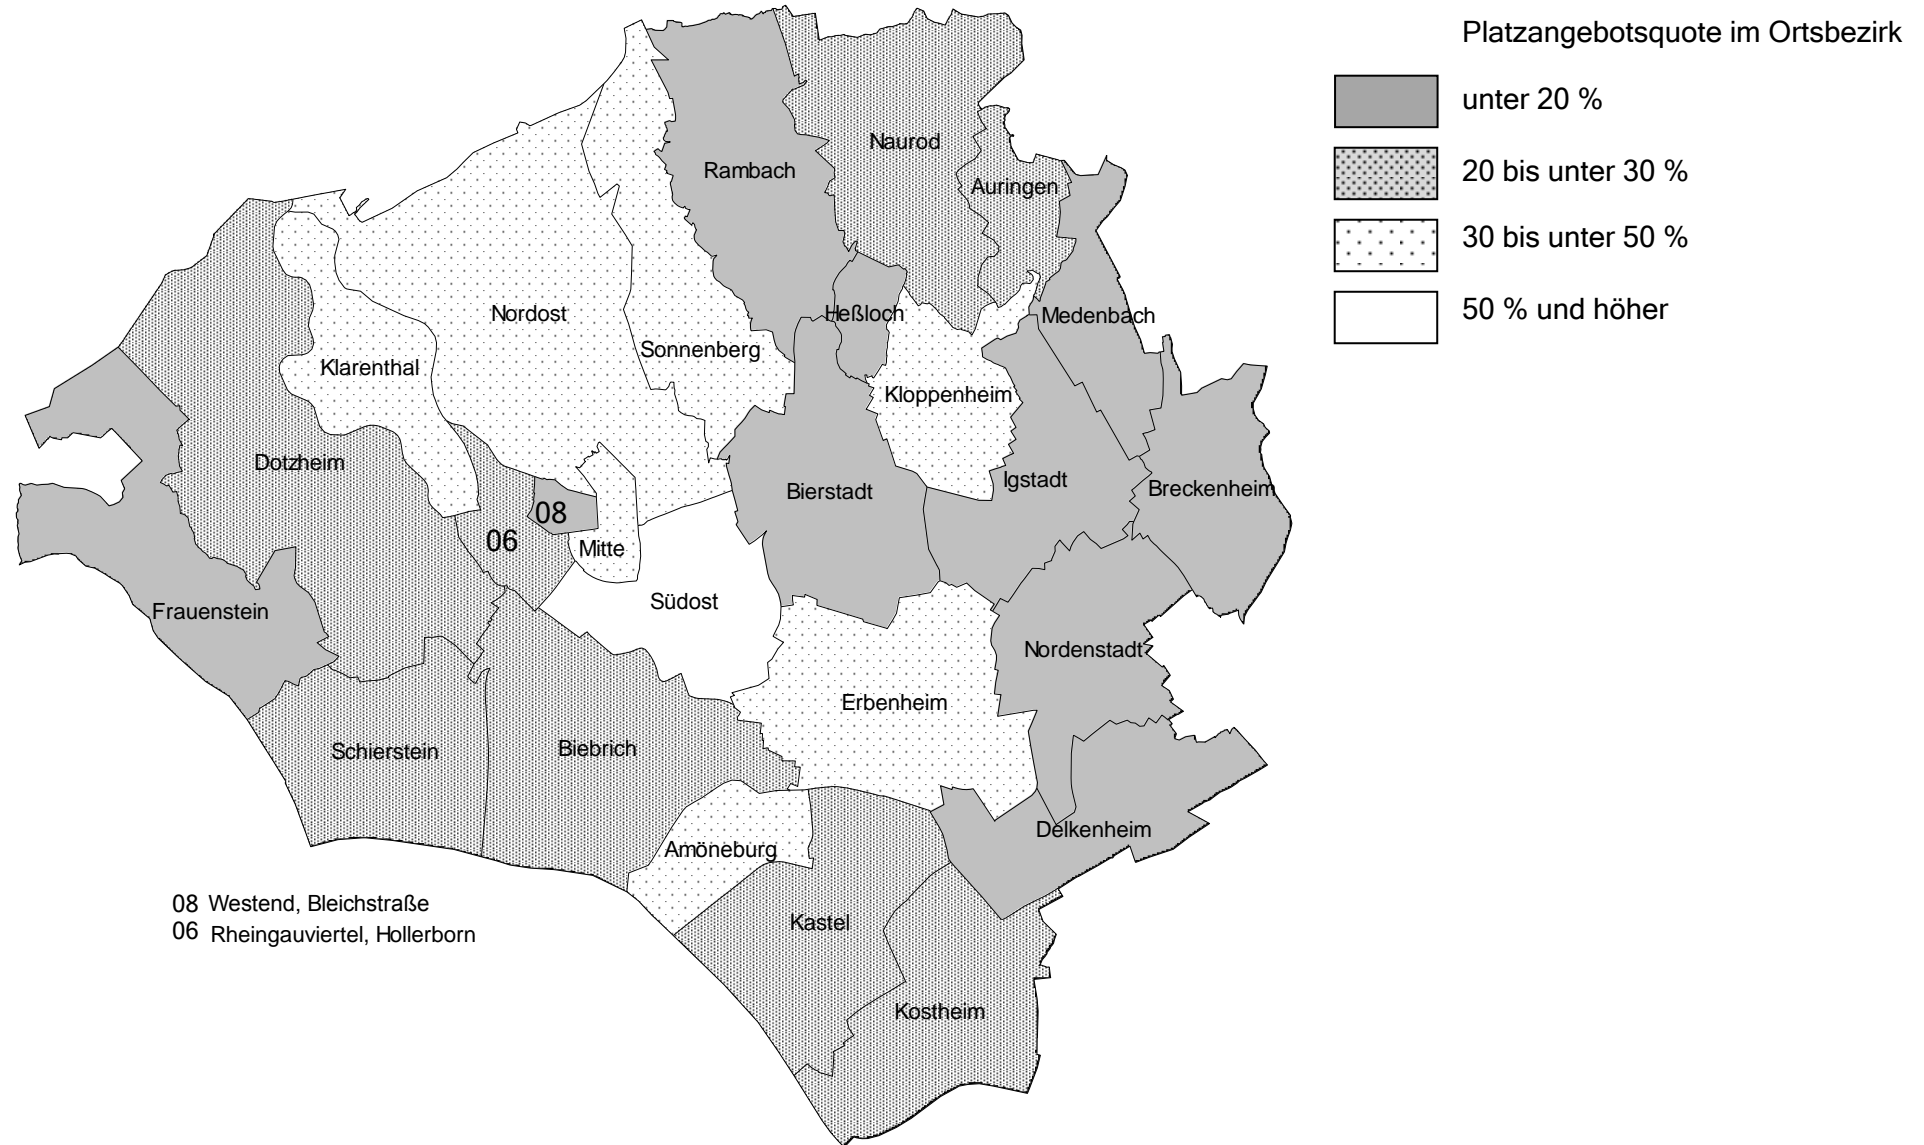 Platzangebotsquote im Ortsbezirk
unter 20 %
20 bis unter 30 %
30 bis unter 50 %
50 % und höher
Naurod
Rambach
Auringen
Nordost
Heßloch
Medenbach
Sonnenberg
Klarenthal
Kloppenheim
Dotzheim
Igstadt
Bierstadt
Breckenheim
08
06
Mitte
Südost
Frauenstein
Nordenstadt
Erbenheim
Schierstein
Biebrich
Delkenheim
Amöneburg
08 Westend, Bleichstraße
06 Rheingauviertel, Hollerborn
Kastel
Kostheim